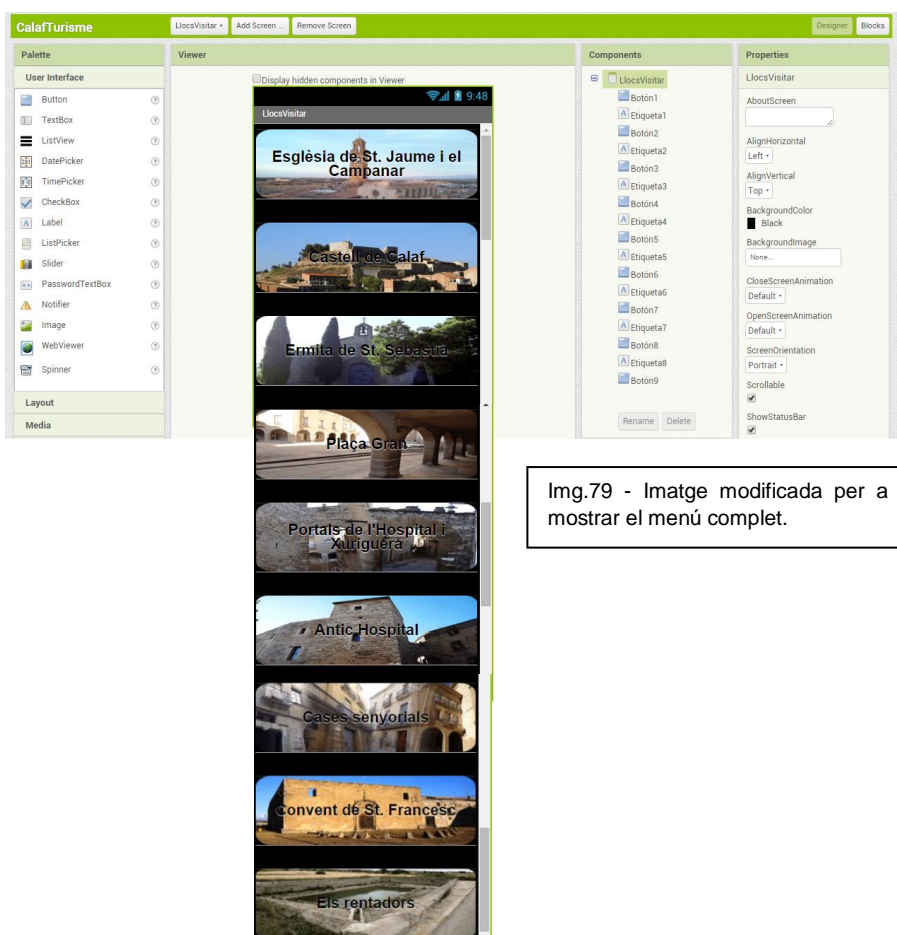 CalafTurisme
LlocsVisitar
Add Screen ...
Remove Screen
Designer
Blocks
Palette
User Interface
Button
TextBox
ListView
DatePicker
TimePicker
CheckBox
Label
ListPicker
Slider
PasswordTextBox
Notifier
Image
WebViewer
Spinner
Layout
Media
Viewer
Display hidden components in Viewer
9:48
LlocsVisitar
Esglèsia de St. Jaume i el
Campanar
Castell de Calaf
Ermita de St. Sebastià
Plaça Gran
Portals de l'Hospital i
Xuriguera
Antic Hospital
Cases senyorials
Convent de St. Francesc
Els rentadors
Components
LlocsVisitar
Botón1
Etiqueta1
Botón2
Etiqueta2
Botón3
Etiqueta3
Botón4
Etiqueta4
Botón5
Etiqueta5
Botón6
Etiqueta6
Botón7
Etiqueta7
Botón8
Etiqueta8
Botón9
Rename
Delete
Properties
LlocsVisitar
AboutScreen
AlignHorizontal
Left
AlignVertical
Top
BackgroundColor
Black
BackgroundImage
None...
CloseScreenAnimation
Default
OpenScreenAnimation
Default
ScreenOrientation
Portrait
Scrollable
ShowStatusBar
Img.79 - Imatge modificada per a
mostrar el menú complet.